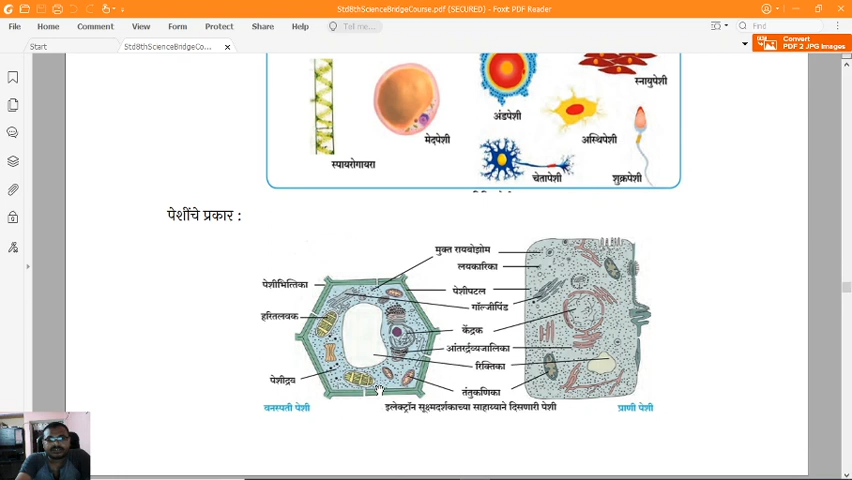 Std8thScienceBridgeCourse.pdf (SECURED) - Foxit PDF Reader
File Home Comment View Form Protect Share Help Tell me... Find
Start Std8thScienceBridgeCo... Convert
PDF 2 JPG Images
स्नायुपेशी
अंडपेशी
मेदपेशी अस्थिपेशी
स्पायरोगायरा चेतापेशी शुक्रपेशी
पेशींचे प्रकार :
मुक्त रायबोझोम
लयकारिका
पेशीभित्तिका
पेशीपटल
गॉल्जीपिंड
हरितलवक
केंद्रक
आंतर्द्रव्यजालिका
रिक्तिका
पेशीद्रव्य
तंतुकणिका
वनस्पती पेशी इलेक्ट्रॉन सूक्ष्मदर्शकाच्या साहाय्याने दिसणारी पेशी प्राणी पेशी